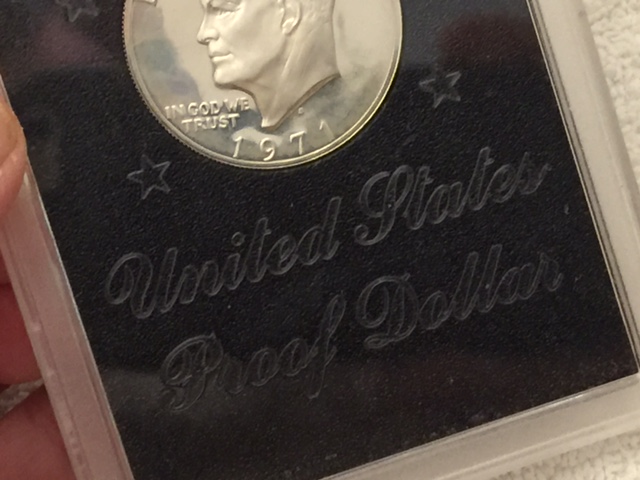 IN GOD WE
TRUST
1971
United States
Proof Dollar